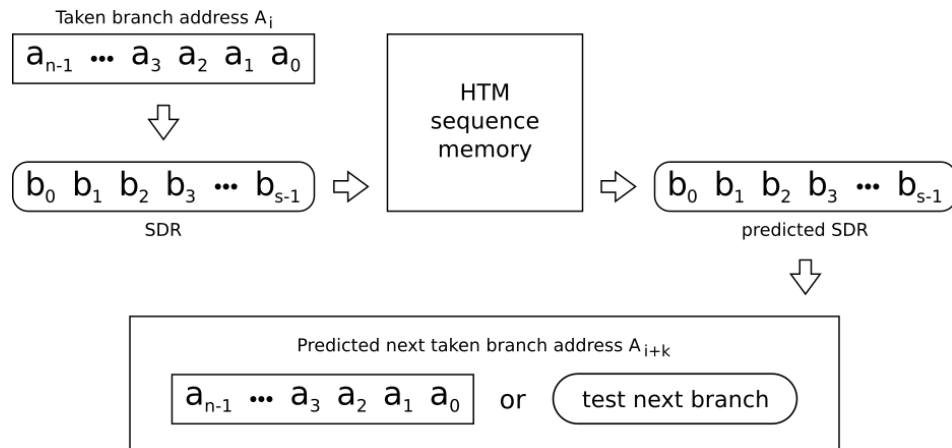 Taken branch address A_i
a_{n-1} ••• a_3 a_2 a_1 a_0
b_0 b_1 b_2 b_3 ••• b_{s-1}
SDR
HTM
sequence
memory
b_0 b_1 b_2 b_3 ••• b_{s-1}
predicted SDR
Predicted next taken branch address A_{i+k}
a_{n-1} ••• a_3 a_2 a_1 a_0 or test next branch